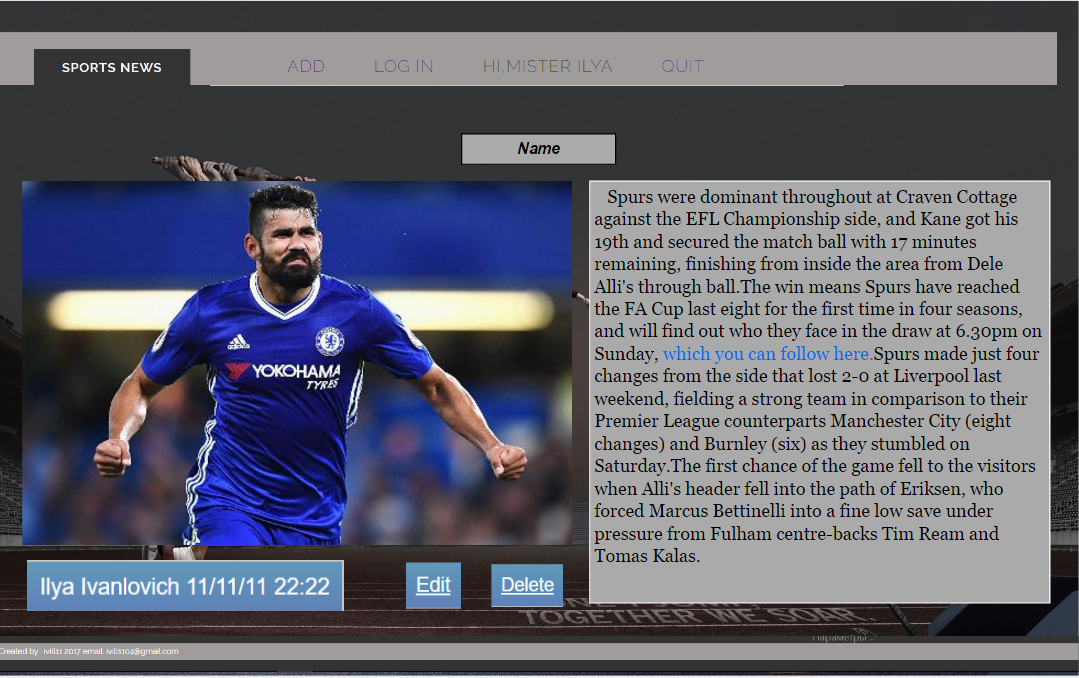 SPORTS NEWS
ADD LOG IN HI,MISTER ILYA QUIT
Name
adidas
YOKOHAMA
TYRES
Spurs were dominant throughout at Craven Cottage
against the EFL Championship side, and Kane got his
19th and secured the match ball with 17 minutes
remaining, finishing from inside the area from Dele
Alli's through ball.The win means Spurs have reached
the FA Cup last eight for the first time in four seasons,
and will find out who they face in the draw at 6.30pm on
Sunday, which you can follow here.Spurs made just four
changes from the side that lost 2-0 at Liverpool last
weekend, fielding a strong team in comparison to their
Premier League counterparts Manchester City (eight
changes) and Burnley (six) as they stumbled on
Saturday.The first chance of the game fell to the visitors
when Alli's header fell into the path of Eriksen, who
forced Marcus Bettinelli into a fine low save under
pressure from Fulham centre-backs Tim Ream and
Tomas Kalas.
Ilya Ivanlovich 11/11/11 22:22 Edit Delete
TOGETHER WE SOAR.
Параметры
Created by : ivill11 2017 email: ivill1104@gmail.com